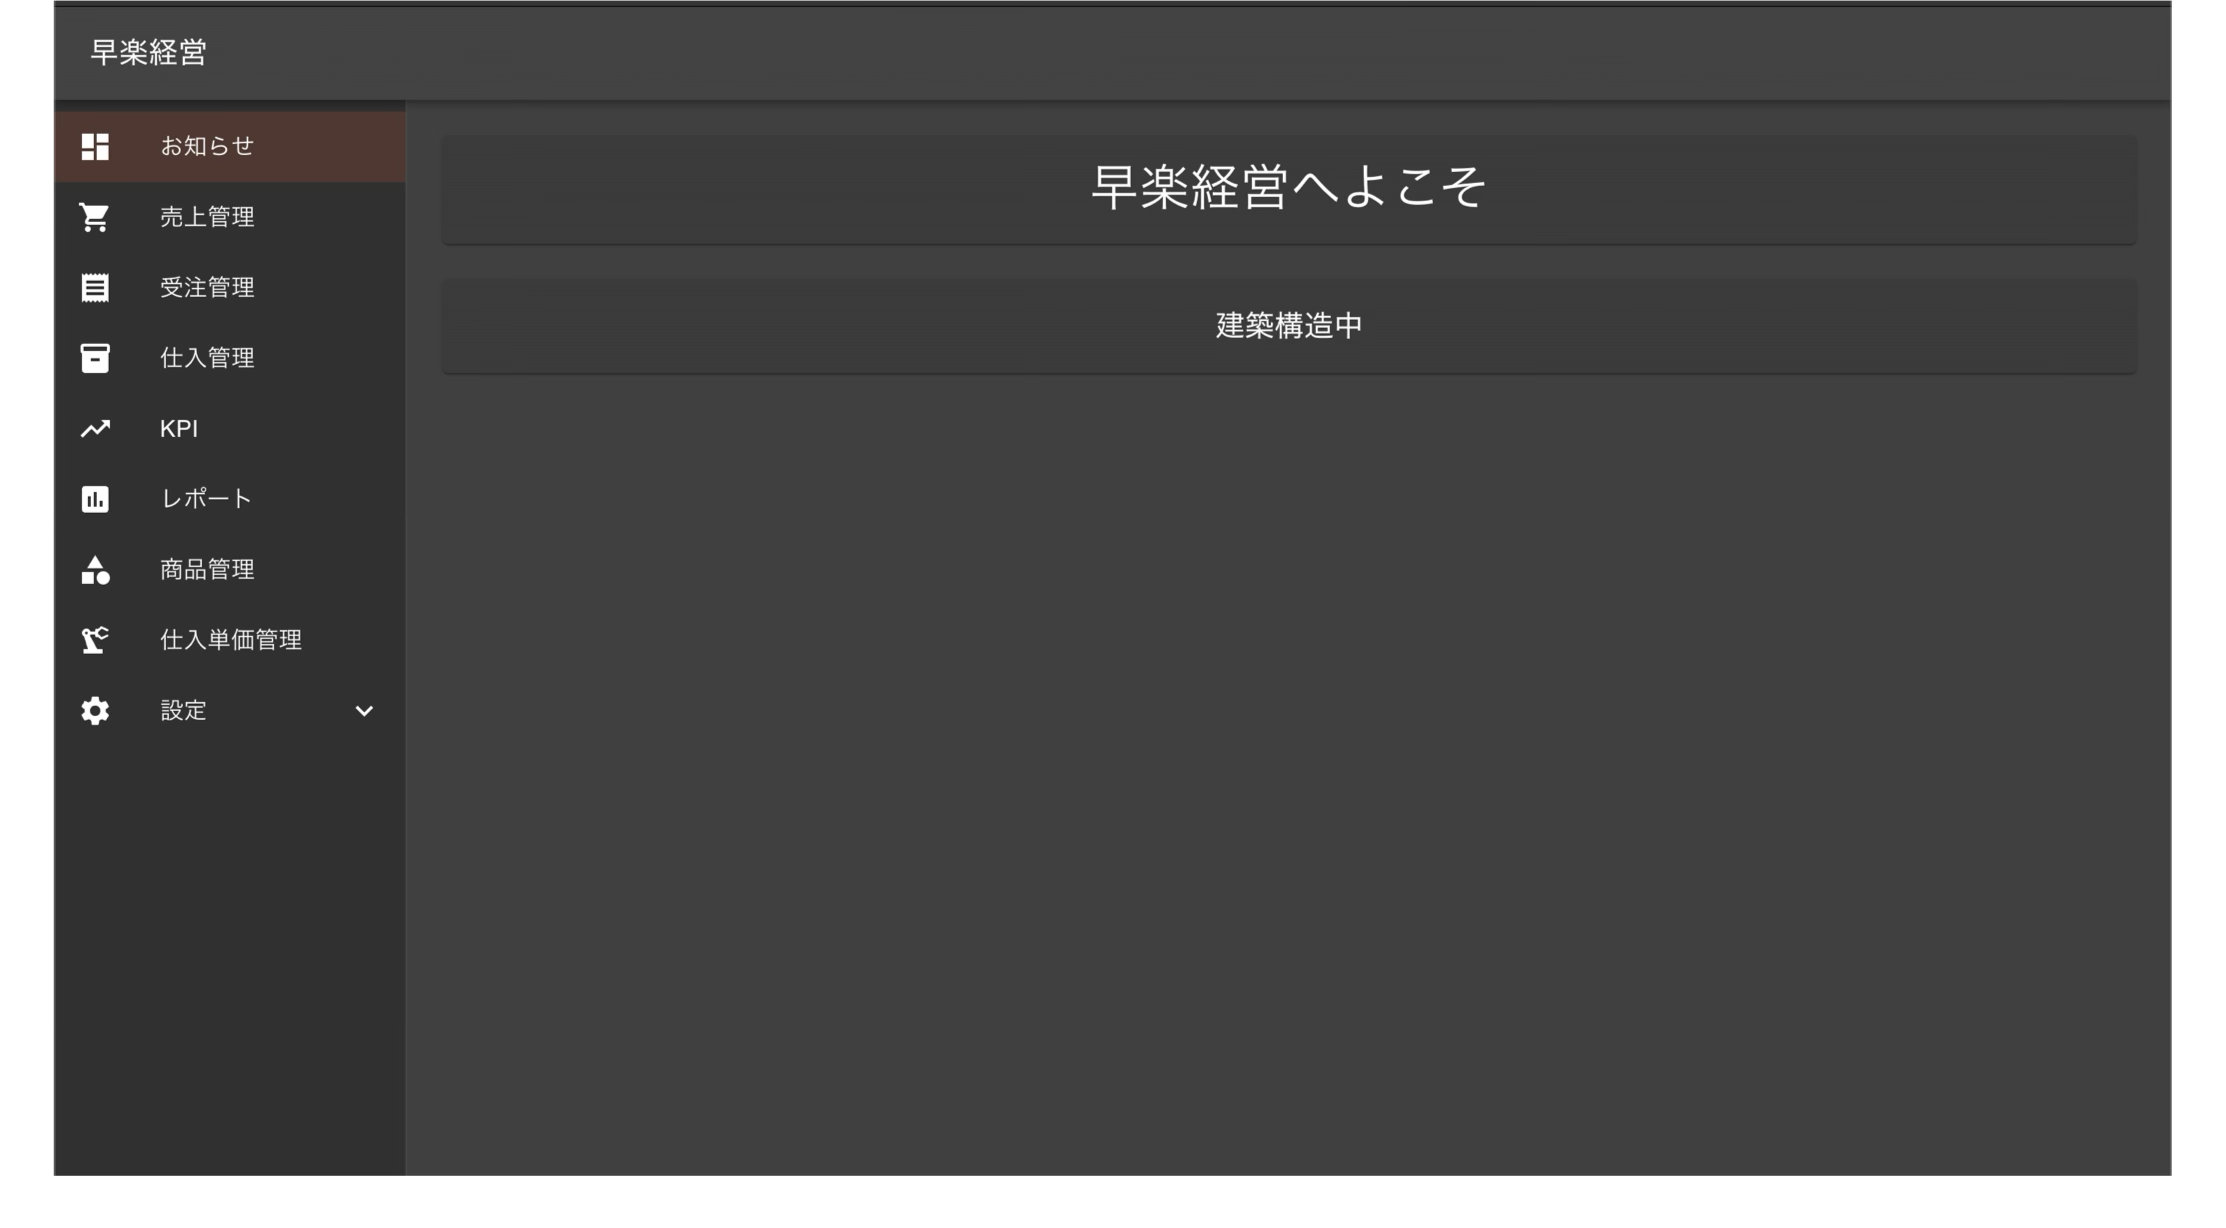 早楽経営
お知らせ
売上管理
受注管理
仕入管理
KPI
レポート
商品管理
仕入単価管理
設定
早楽経営へよこそ
建築構造中